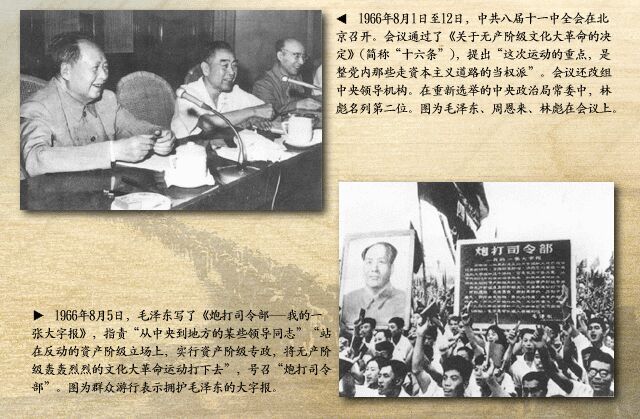 ◀ 1966年8月1日至12日，中共八届十一中全会在北
京召开。会议通过了《关于无产阶级文化大革命的决
定》（简称“十六条”），提出“这次运动的重点，是
整党内那些走资本主义道路的当权派”。会议还改组
中央领导机构。在重新选举的中央政治局常委中，林
彪名列第二位。图为毛泽东、周恩来、林彪在会议上。
炮打司令部
▶ 1966年8月5日，毛泽东写了《炮打司令部—我的一
张大字报》，指责“从中央到地方的某些领导同志”“站
在反动的资产阶级立场上，实行资产阶级专政，将无产阶
级轰轰烈烈的文化大革命运动打下去”，号召“炮打司令
部”。图为群众游行表示拥护毛泽东的大字报。